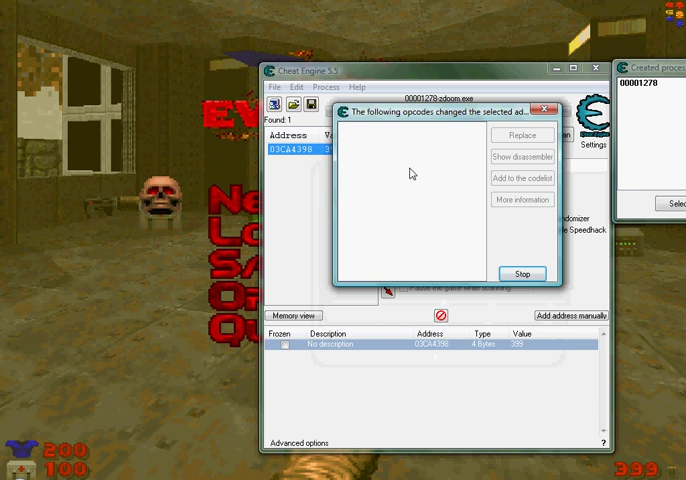 Cheat Engine 5.5
File Edit Process Help
00001278-zdoom.exe
Found: 1
Address
03CA4398
The following opcodes changed the selected ad...
Replace
Show disassembler
Add to the codelist
More information
Stop
Created proces
00001278
Settings
Selec
Memory view
Add address manually
Frozen Description Address Type Value
No description 03CA4398 4 Bytes 399
Advanced options ?
200
100
399